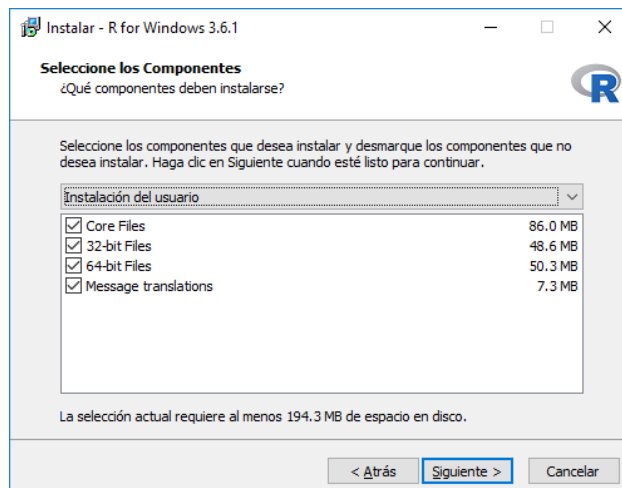 Instalar - R for Windows 3.6.1
Seleccione los Componentes
¿Qué componentes deben instalarse?
R
Seleccione los componentes que desea instalar y desmarque los componentes que no
desea instalar. Haga clic en Siguiente cuando esté listo para continuar.
Instalación del usuario
Core Files 86.0 MB
32-bit Files 48.6 MB
64-bit Files 50.3 MB
Message translations 7.3 MB
La selección actual requiere al menos 194.3 MB de espacio en disco.
< Atrás Siguiente > Cancelar